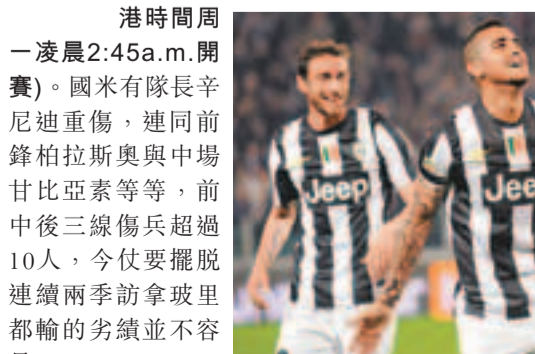 港時間周
一凌晨2:45a.m.開
賽)。國米有隊長辛
尼迪重傷，連同前
鋒柏拉斯奧與中場
甘比亞素等等，前
中後三線傷兵超過
10人，今仗要擺脱
連續兩季訪拿玻里
都輸的劣績並不容
Jeep
Jee